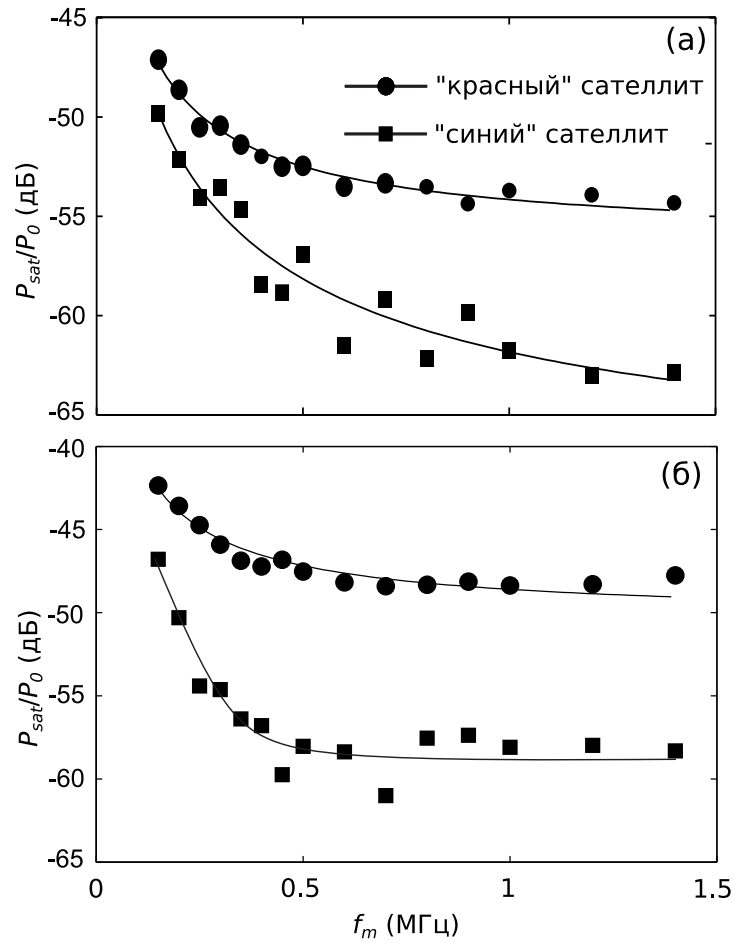 -45
(а)
"красный" сателлит
-50
"синий" сателлит
-55
P_sat/P_0 (дБ)
-60
-65
-40
(б)
-45
-50
P_sat/P_0 (дБ)
-55
-60
-65
0 0.5 1 1.5
f_m (МГц)